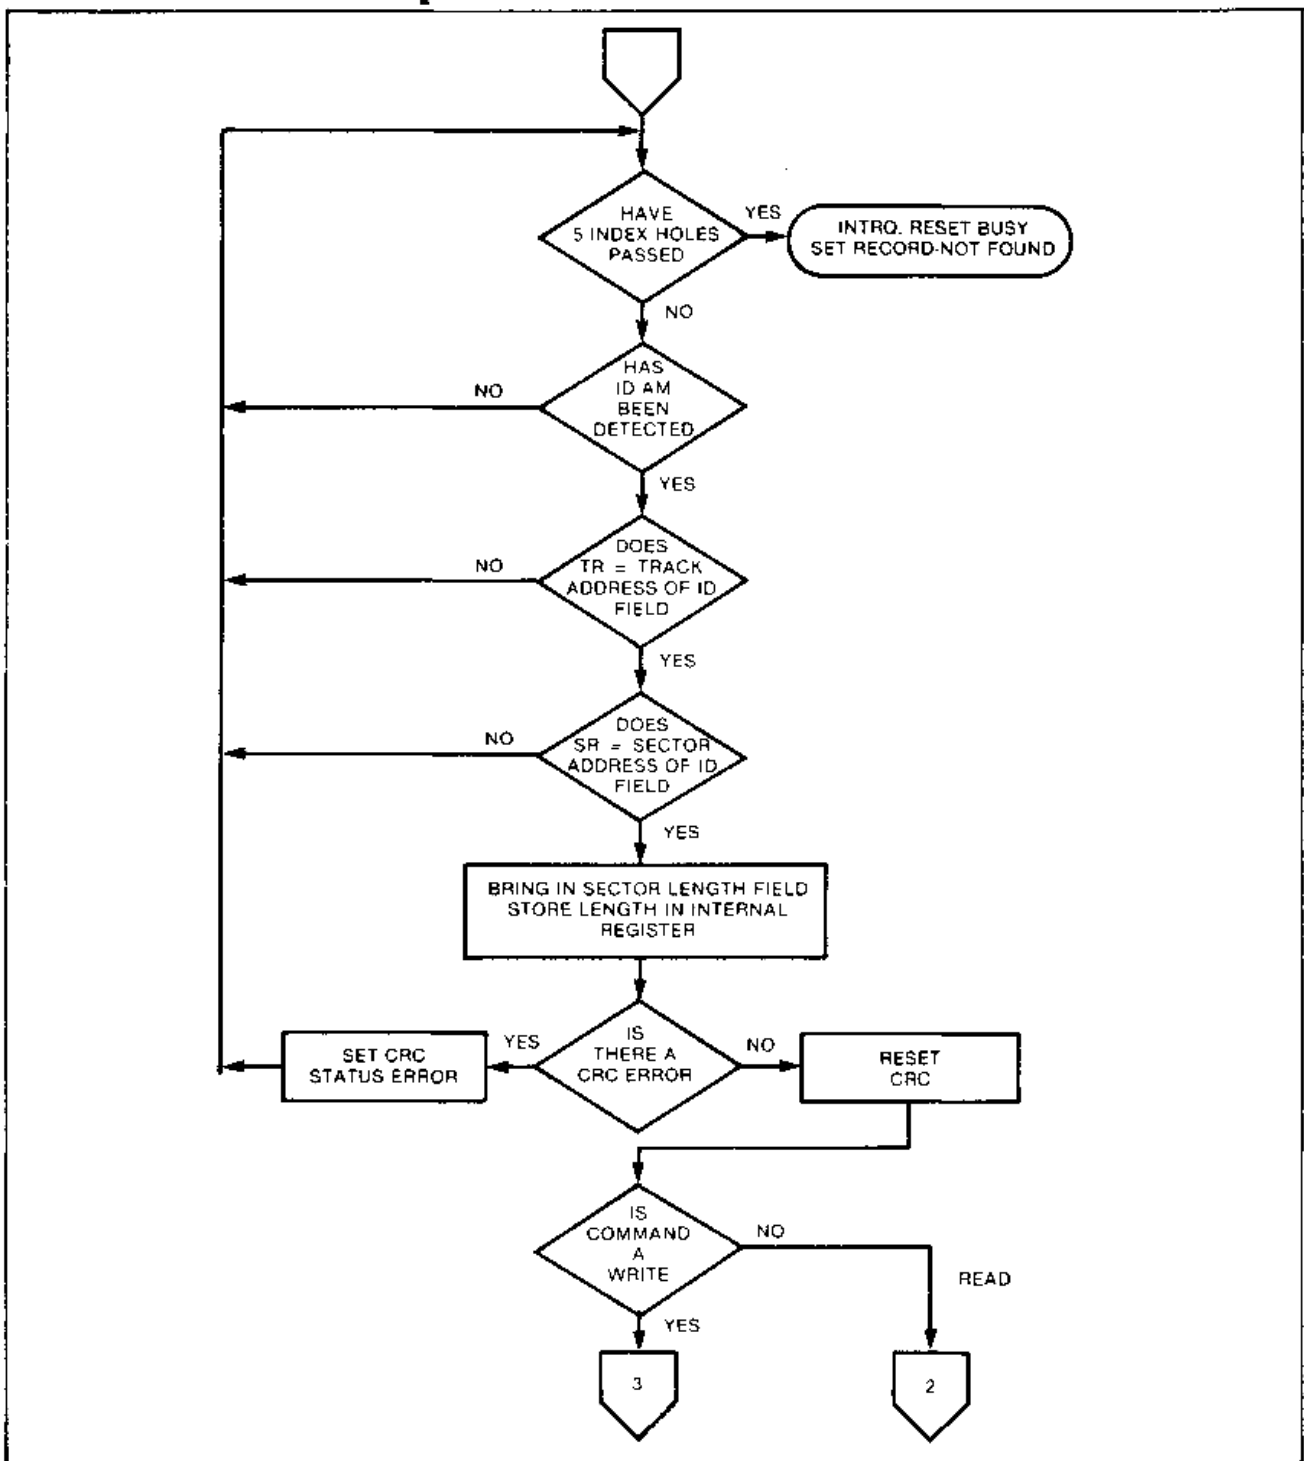 HAVE
5 INDEX HOLES
PASSED
YES
INTRO. RESET BUSY
SET RECORD-NOT FOUND
NO
HAS
ID AM
BEEN
DETECTED
NO
YES
DOES
TR = TRACK
ADDRESS OF ID
FIELD
NO
YES
DOES
SR = SECTOR
ADDRESS OF ID
FIELD
NO
YES
BRING IN SECTOR LENGTH FIELD
STORE LENGTH IN INTERNAL
REGISTER
IS
THERE A
CRC ERROR
YES
NO
SET CRC
STATUS ERROR
RESET
CRC
IS
COMMAND
A
WRITE
NO
READ
YES
3
2